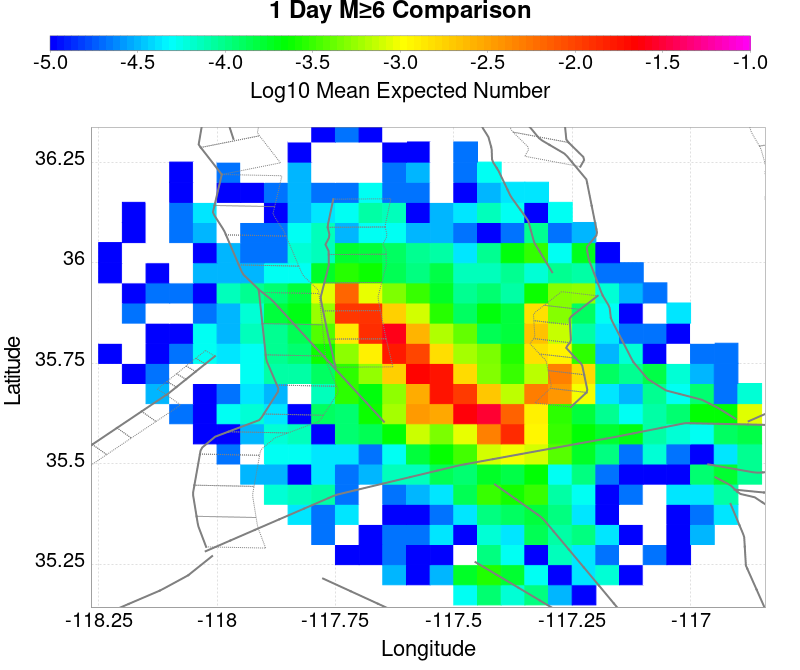 1 Day M≥6 Comparison
-5.0 -4.5 -4.0 -3.5 -3.0 -2.5 -2.0 -1.5 -1.0
Log10 Mean Expected Number
36.25
36
35.75
35.5
35.25
Latitude
-118.25 -118 -117.75 -117.5 -117.25 -117
Longitude